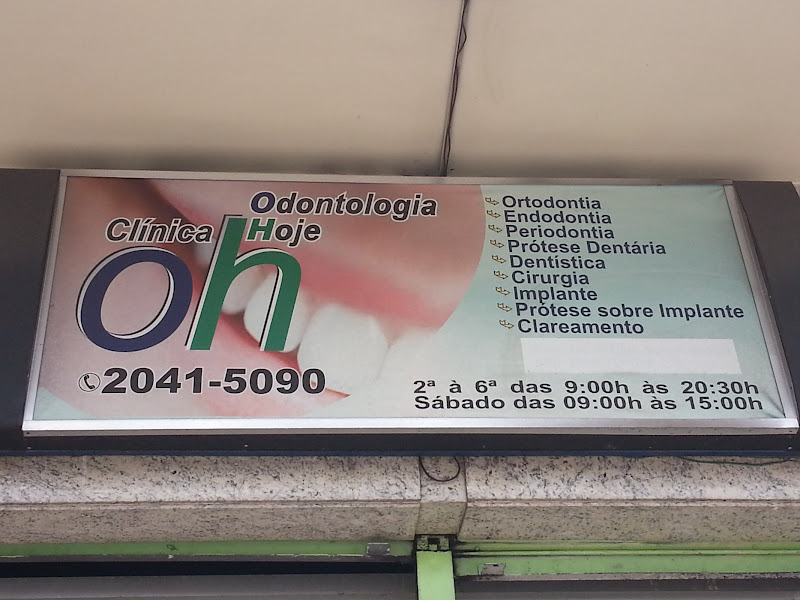 Clínica
Odontologia
Hoje
oh
2041-5090
Ortodontia
Endodontia
Periodontia
Prótese Dentária
Dentística
Cirurgia
Implante
Prótese sobre Implante
Clareamento
2ª à 6ª das 9:00h às 20:30h
Sábado das 09:00h às 15:00h